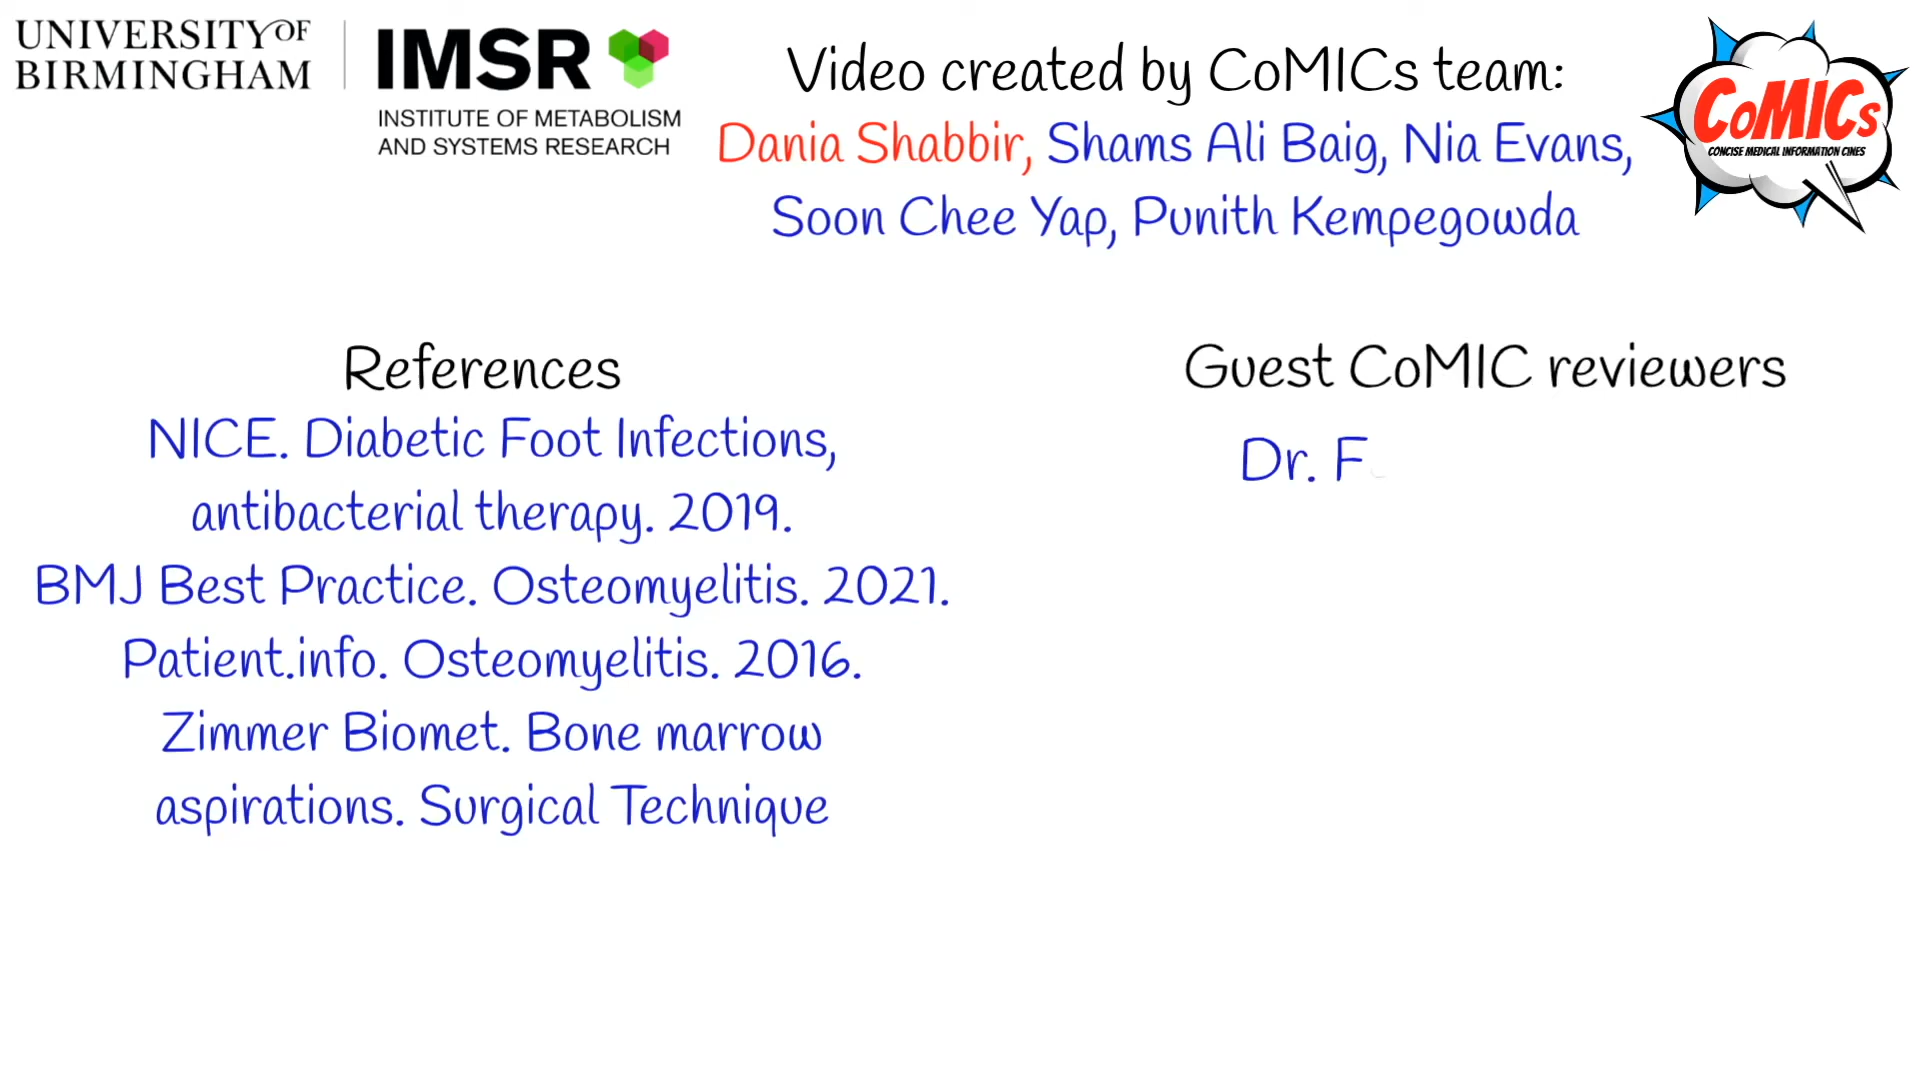 UNIVERSITY OF
BIRMINGHAM
IMSR
INSTITUTE OF METABOLISM
AND SYSTEMS RESEARCH
Video created by CoMICs team:
Dania Shabbir, Shams Ali Baig, Nia Evans,
Soon Chee Yap, Punith Kempegowda
CoMICs
CONCISE MEDICAL INFORMATION CINES
References
NICE. Diabetic Foot Infections,
antibacterial therapy. 2019.
BMJ Best Practice. Osteomyelitis. 2021.
Patient.info. Osteomyelitis. 2016.
Zimmer Biomet. Bone marrow
aspirations. Surgical Technique
Guest CoMIC reviewers
Dr. F